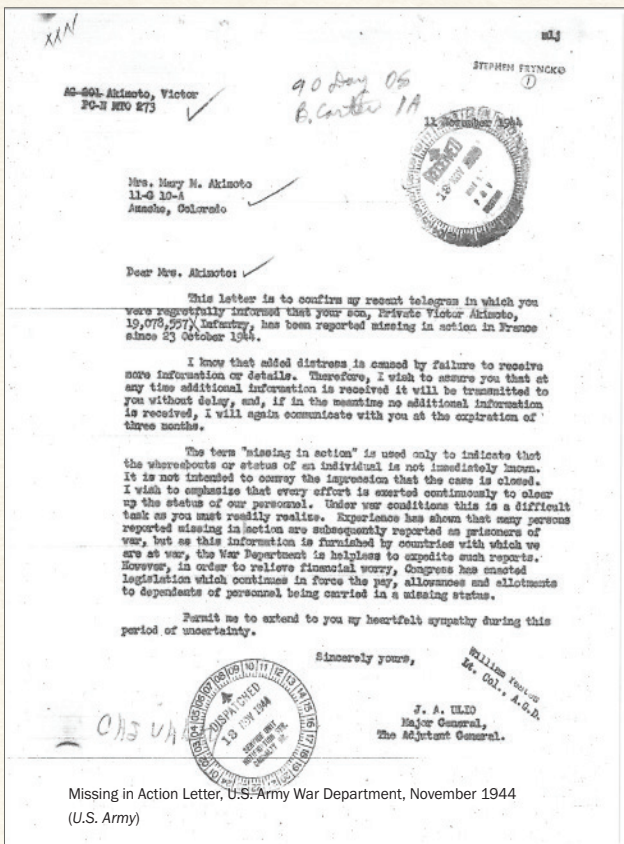 XXN
mlj
STEPHEN FRYNCKO
1
AG 201 Akimoto, Victor
PC-N MTO 273
90 Day OS
B. Carter 1A
11 November 1944
RECEIVED
18 NOV
Mrs. Mary M. Akimoto
11-G 10-A
Amache, Colorado
Dear Mrs. Akimoto:
This letter is to confirm my recent telegram in which you
were regretfully informed that your son, Private Victor Akimoto,
19,078,557, Infantry, has been reported missing in action in France
since 23 October 1944.
I know that added distress is caused by failure to receive
more information or details. Therefore, I wish to assure you that at
any time additional information is received it will be transmitted to
you without delay, and, if in the meantime no additional information
is received, I will again communicate with you at the expiration of
three months.
The term "missing in action" is used only to indicate that
the whereabouts or status of an individual is not immediately known.
It is not intended to convey the impression that the case is closed.
I wish to emphasize that every effort is exerted continuously to clear
up the status of our personnel. Under war conditions this is a difficult
task as you must readily realize. Experience has shown that many persons
reported missing in action are subsequently reported as prisoners of
war, but as this information is furnished by countries with which we
are at war, the War Department is helpless to expedite such reports.
However, in order to relieve financial worry, Congress has enacted
legislation which continues in force the pay, allowances and allotments
to dependents of personnel being carried in a missing status.
Permit me to extend to you my heartfelt sympathy during this
period of uncertainty.
Sincerely yours,
William
Lt. Col., A.G.D.
J. A. ULIO
Major General,
The Adjutant General.
DISPATCHED
18 NOV 1944
Missing in Action Letter, U.S. Army War Department, November 1944
(U.S. Army)